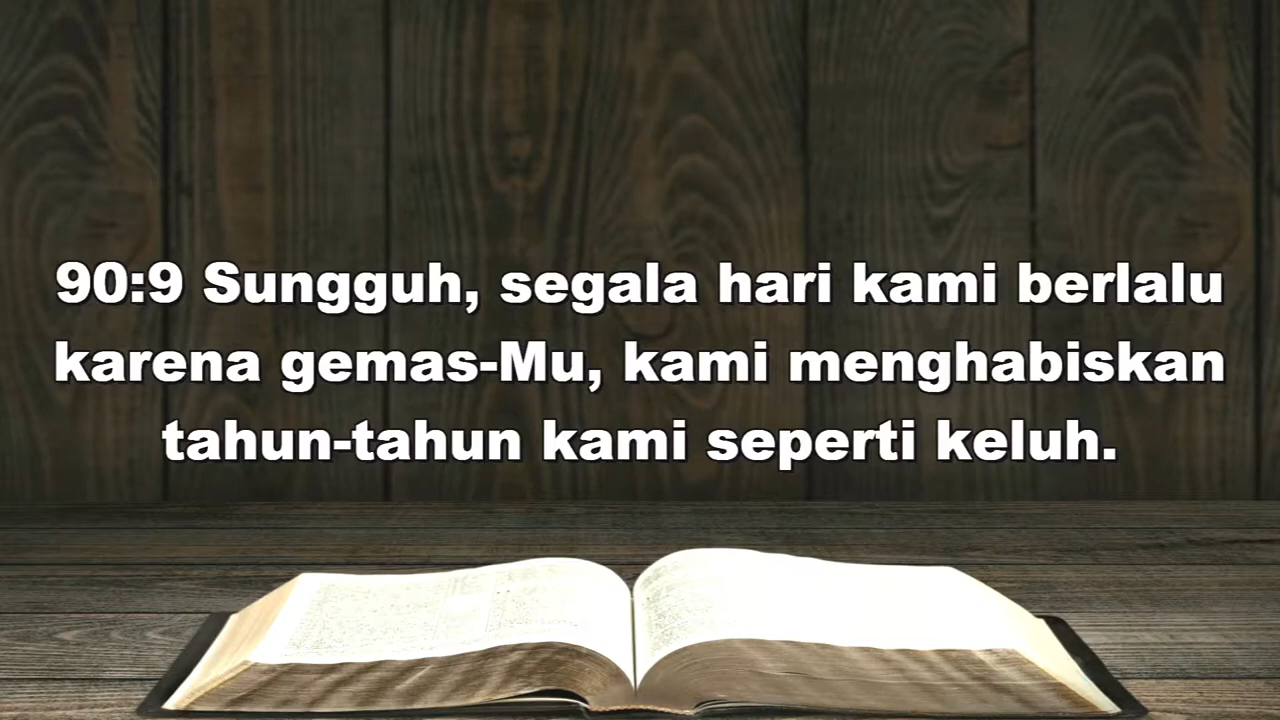 90:9 Sungguh, segala hari kami berlalu
karena gemas-Mu, kami menghabiskan
tahun-tahun kami seperti keluh.